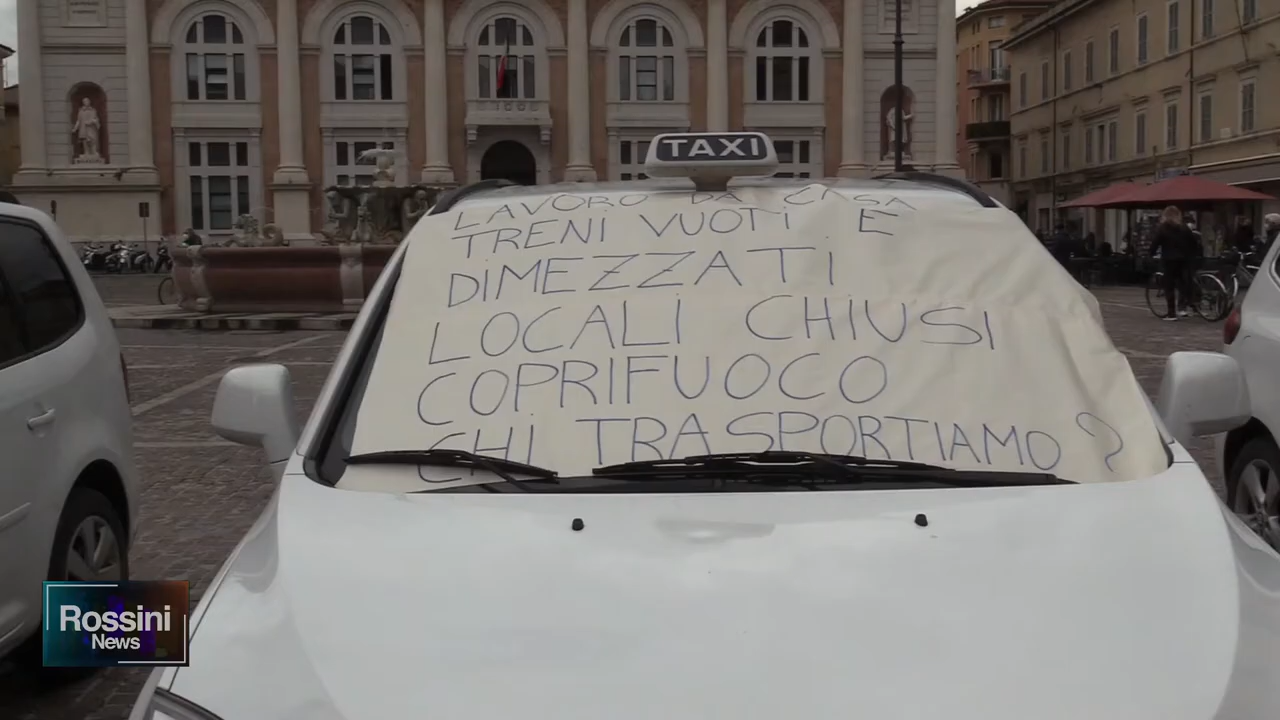 TAXI
LAVORO DA CASA
TRENI VUOTI E
DIMEZZATI
LOCALI CHIUSI
COPRIFUOCO
CHI TRASPORTIAMO?
Rossini
News